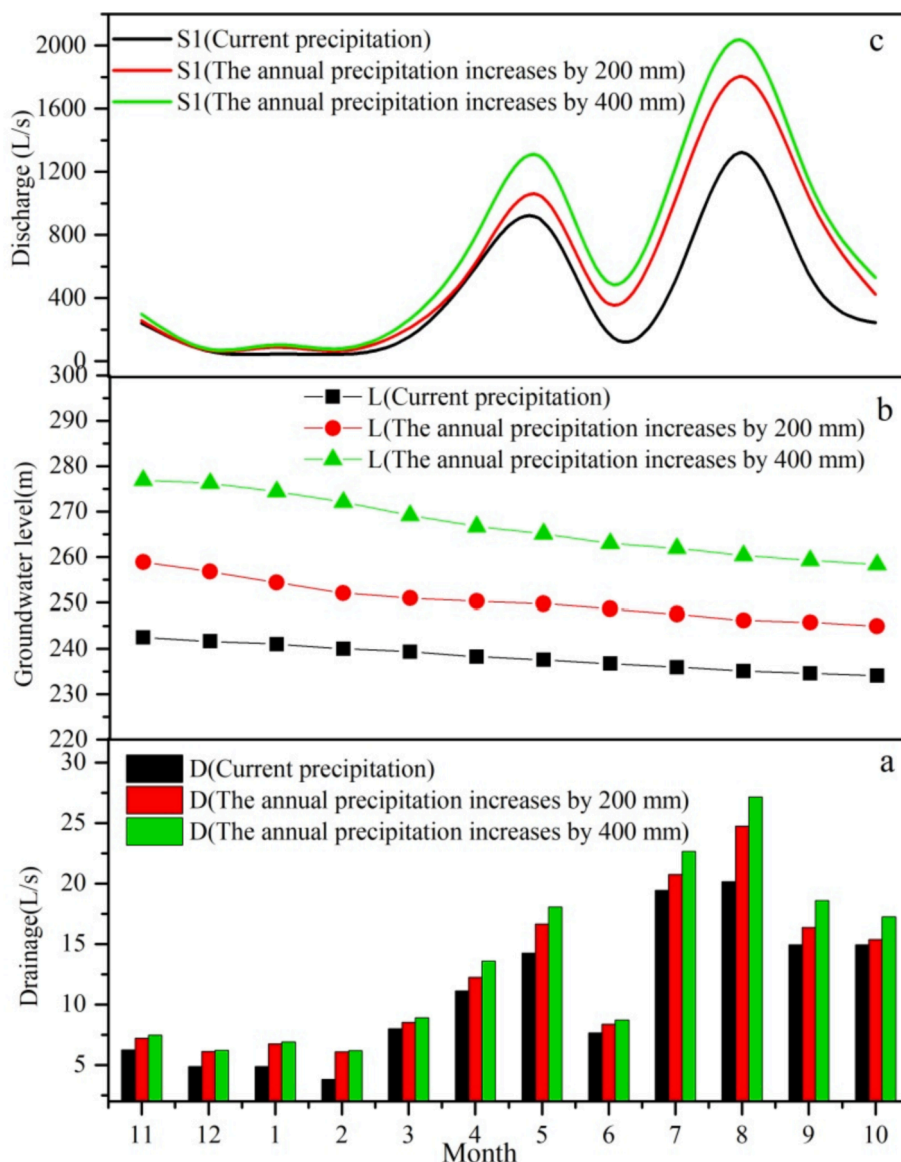 c
S1(Current precipitation)
S1(The annual precipitation increases by 200 mm)
S1(The annual precipitation increases by 400 mm)
Discharge (L/s)
2000
1600
1200
800
400
0
b
L(Current precipitation)
L(The annual precipitation increases by 200 mm)
L(The annual precipitation increases by 400 mm)
Groundwater level(m)
300
290
280
270
260
250
240
230
220
a
D(Current precipitation)
D(The annual precipitation increases by 200 mm)
D(The annual precipitation increases by 400 mm)
Drainage(L/s)
30
25
20
15
10
5
11 12 1 2 3 4 5 6 7 8 9 10
Month